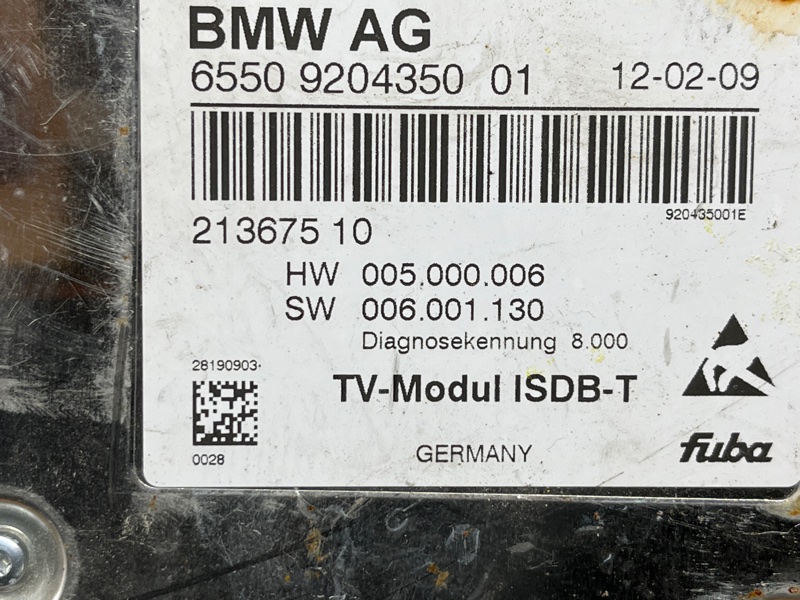 BMW AG
6550 9204350 01 12-02-09
920435001E
213675 10
HW 005.000.006
SW 006.001.130
Diagnosekennung 8.000
28190903
TV-Modul ISDB-T
0028
GERMANY
fuba